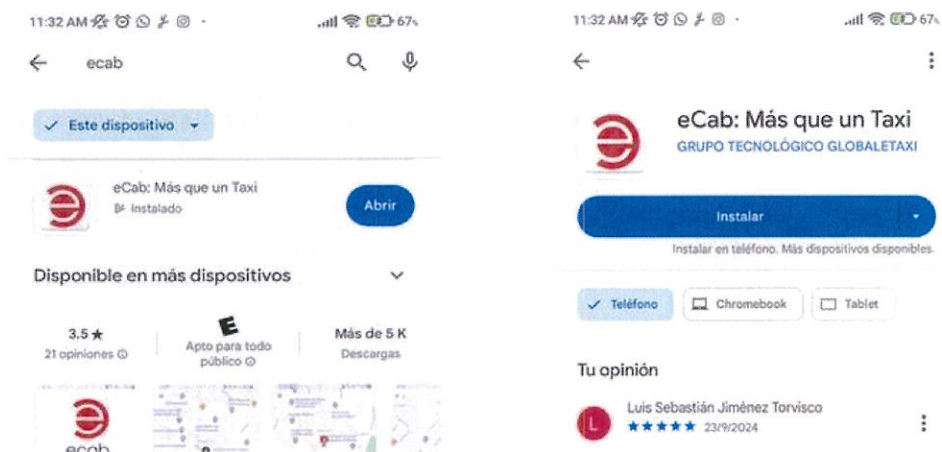 11:32 AM
67%
ecab
Este dispositivo
eCab: Más que un Taxi
Instalado
Abrir
Disponible en más dispositivos
3.5 ★
21 opiniones
E
Apto para todo
público
Más de 5 K
Descargas
ecab
11:32 AM
67%
eCab: Más que un Taxi
GRUPO TECNOLÓGICO GLOBALETAXI
Instalar
Instalar en teléfono. Más dispositivos disponibles.
Teléfono
Chromebook
Tablet
Tu opinión
L
Luis Sebastián Jiménez Torvisco
★★★★★ 23/9/2024